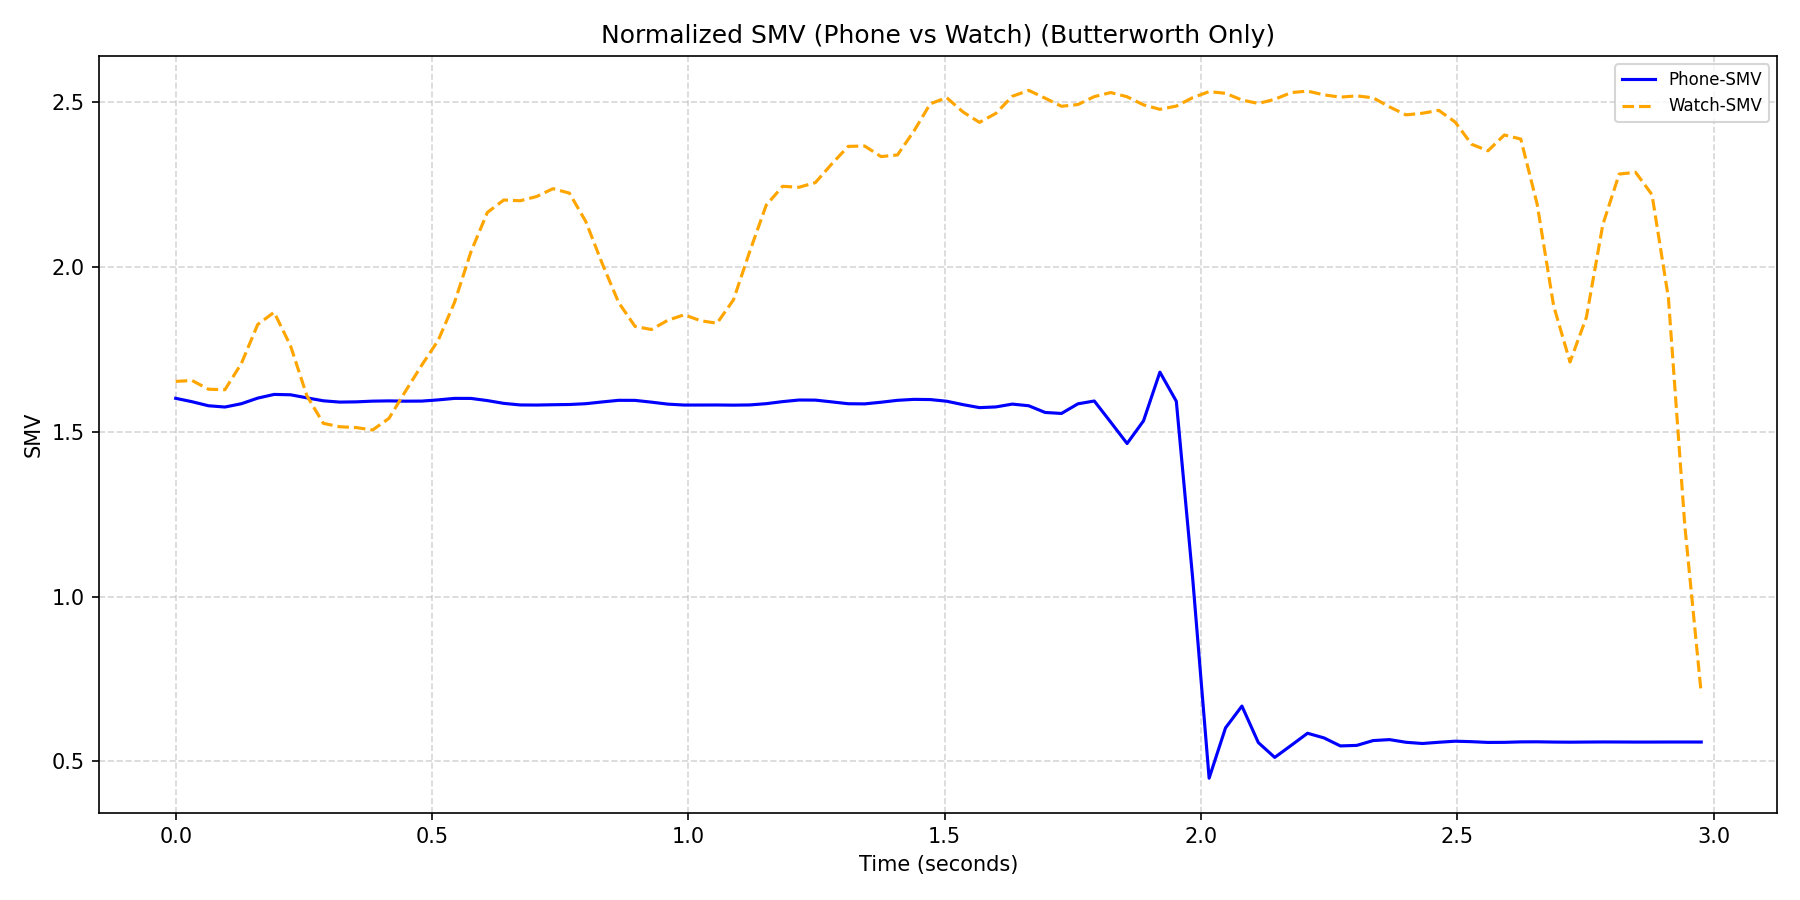 Normalized SMV (Phone vs Watch) (Butterworth Only)
Phone-SMV
Watch-SMV
SMV
2.5
2.0
1.5
1.0
0.5
0.0 0.5 1.0 1.5 2.0 2.5 3.0
Time (seconds)